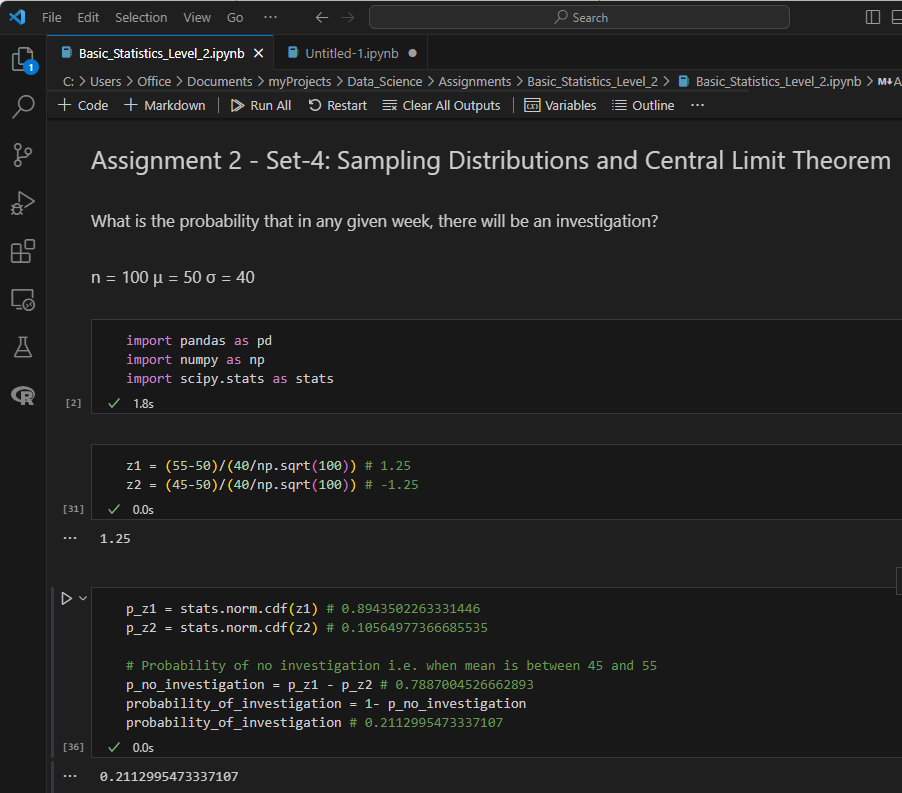 File Edit Selection View Go ··· Search
Basic_Statistics_Level_2.ipynb Untitled-1.ipynb
1
C: > Users > Office > Documents > myProjects > Data_Science > Assignments > Basic_Statistics_Level_2 > Basic_Statistics_Level_2.ipynb > M↓A
+ Code + Markdown Run All Restart Clear All Outputs Variables Outline ···
Assignment 2 - Set-4: Sampling Distributions and Central Limit Theorem
What is the probability that in any given week, there will be an investigation?
n = 100 μ = 50 σ = 40
import pandas as pd
import numpy as np
import scipy.stats as stats
[2] ✓ 1.8s
z1 = (55-50)/(40/np.sqrt(100)) # 1.25
z2 = (45-50)/(40/np.sqrt(100)) # -1.25
[31] ✓ 0.0s
··· 1.25
p_z1 = stats.norm.cdf(z1) # 0.8943502263331446
p_z2 = stats.norm.cdf(z2) # 0.10564977366685535
# Probability of no investigation i.e. when mean is between 45 and 55
p_no_investigation = p_z1 - p_z2 # 0.7887004526662893
probability_of_investigation = 1- p_no_investigation
probability_of_investigation # 0.2112995473337107
[36] ✓ 0.0s
··· 0.2112995473337107